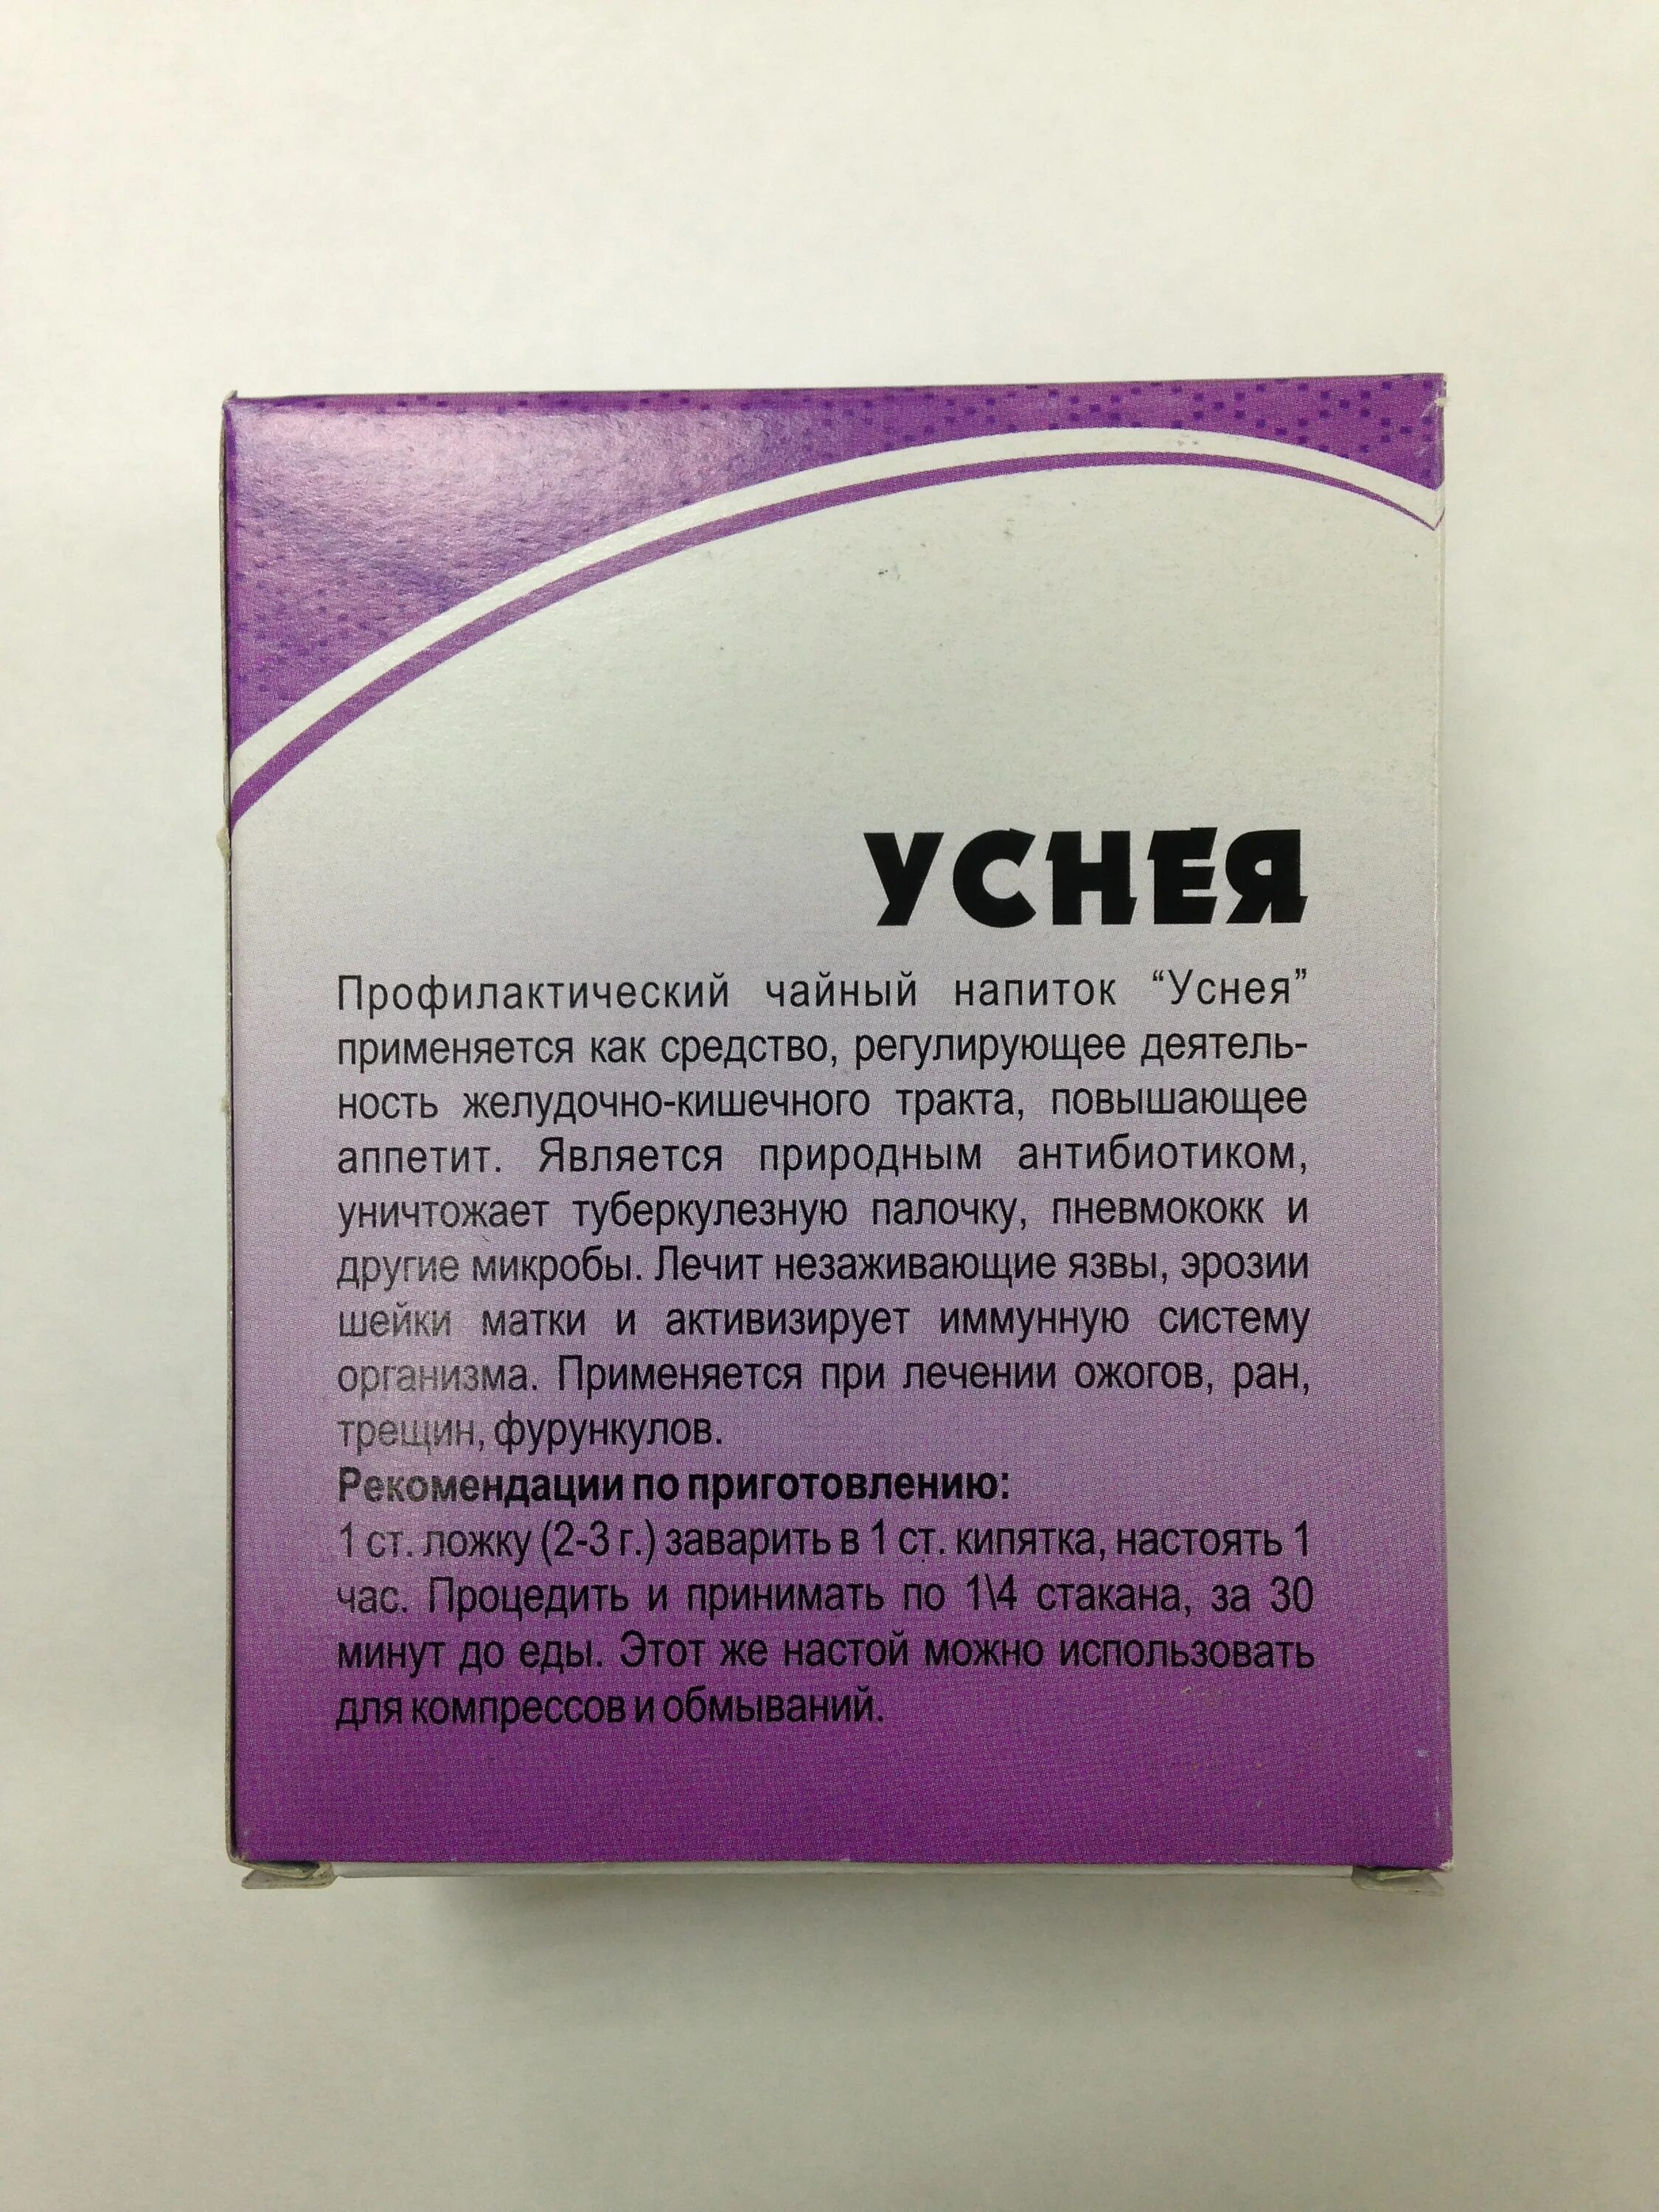 УСНЕЯ
Профилактический чайный напиток “Уснея”
применяется как средство, регулирующее деятель-
ность желудочно-кишечного тракта, повышающее
аппетит. Является природным антибиотиком,
уничтожает туберкулезную палочку, пневмококк и
другие микробы. Лечит незаживающие язвы, эрозии
шейки матки и активизирует иммунную систему
организма. Применяется при лечении ожогов, ран,
трещин, фурункулов.
Рекомендации по приготовлению:
1 ст. ложку (2-3 г.) заварить в 1 ст. кипятка, настоять 1
час. Процедить и принимать по 1\4 стакана, за 30
минут до еды. Этот же настой можно использовать
для компрессов и обмываний.